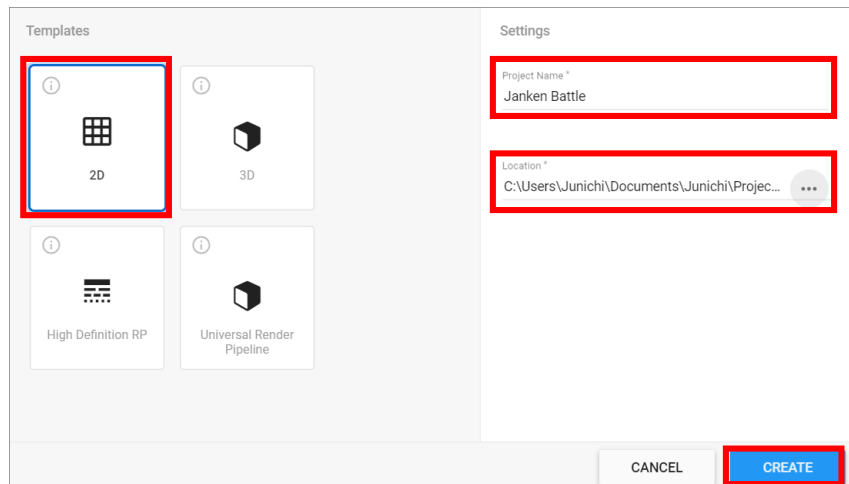 Templates
Settings
2D
3D
High Definition RP
Universal Render
Pipeline
Project Name *
Janken Battle
Location *
C:\Users\Junichi\Documents\Junichi\Projec...
CANCEL
CREATE